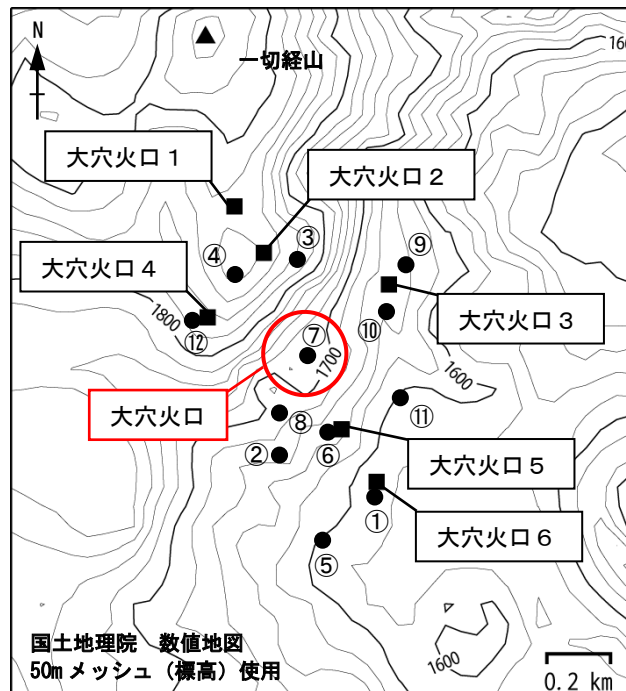 N
一切経山
1600
大穴火口1
大穴火口2
③
⑨
④
大穴火口4
大穴火口3
1800
⑫
⑩
⑦
1700
1600
大穴火口
⑪
⑧
②
⑥
大穴火口5
①
大穴火口6
⑤
国土地理院 数値地図
50mメッシュ(標高)使用
1600
0.2 km